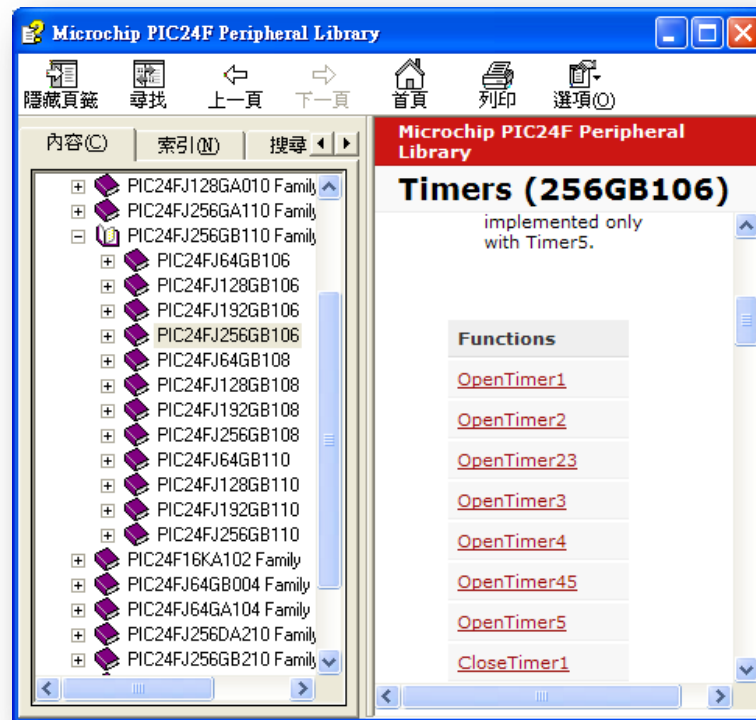 Microchip PIC24F Peripheral Library
隱藏頁籤 尋找 上一頁 下一頁 首頁 列印 選項(O)
內容(C) 索引(N) 搜尋
PIC24FJ128GA010 Family
PIC24FJ256GA110 Family
PIC24FJ256GB110 Family
PIC24FJ64GB106
PIC24FJ128GB106
PIC24FJ192GB106
PIC24FJ256GB106
PIC24FJ64GB108
PIC24FJ128GB108
PIC24FJ192GB108
PIC24FJ256GB108
PIC24FJ64GB110
PIC24FJ128GB110
PIC24FJ192GB110
PIC24FJ256GB110
PIC24F16KA102 Family
PIC24FJ64GB004 Family
PIC24FJ64GA104 Family
PIC24FJ256DA210 Family
PIC24FJ256GB210 Family
Microchip PIC24F Peripheral
Library
Timers (256GB106)
implemented only
with Timer5.
Functions
OpenTimer1
OpenTimer2
OpenTimer23
OpenTimer3
OpenTimer4
OpenTimer45
OpenTimer5
CloseTimer1